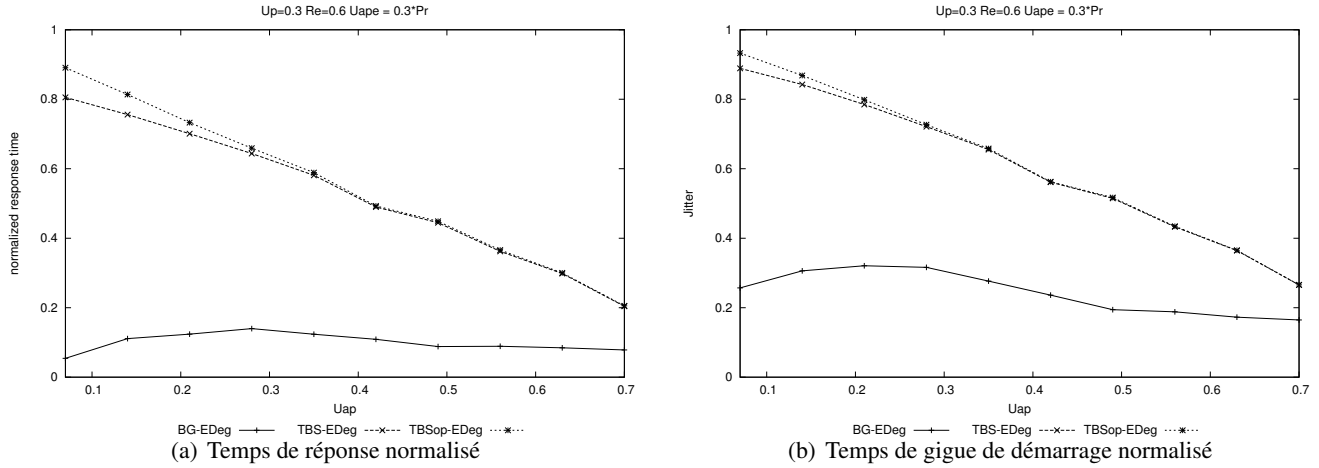 Up=0.3 Re=0.6 Uape = 0.3*Pr
1
0.8
0.6
0.4
0.2
0
normalized response time
0.1 0.2 0.3 0.4 0.5 0.6 0.7
Uap
BG-EDeg TBS-EDeg TBSop-EDeg
(a) Temps de réponse normalisé
Up=0.3 Re=0.6 Uape = 0.3*Pr
1
0.8
0.6
0.4
0.2
0
Jitter
0.1 0.2 0.3 0.4 0.5 0.6 0.7
Uap
BG-EDeg TBS-EDeg TBSop-EDeg
(b) Temps de gigue de démarrage normalisé